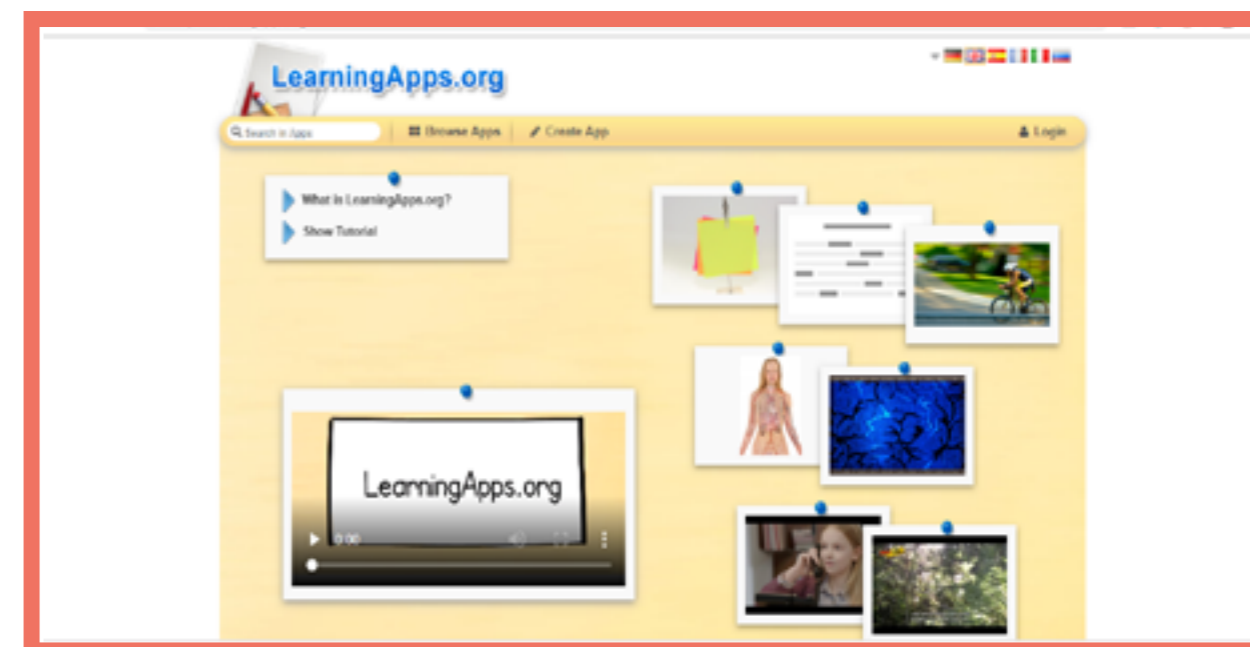 LearningApps.org
Search in Apps
Browse Apps
Create App
Login
What is LearningApps.org?
Show Tutorial
LearningApps.org
0:00